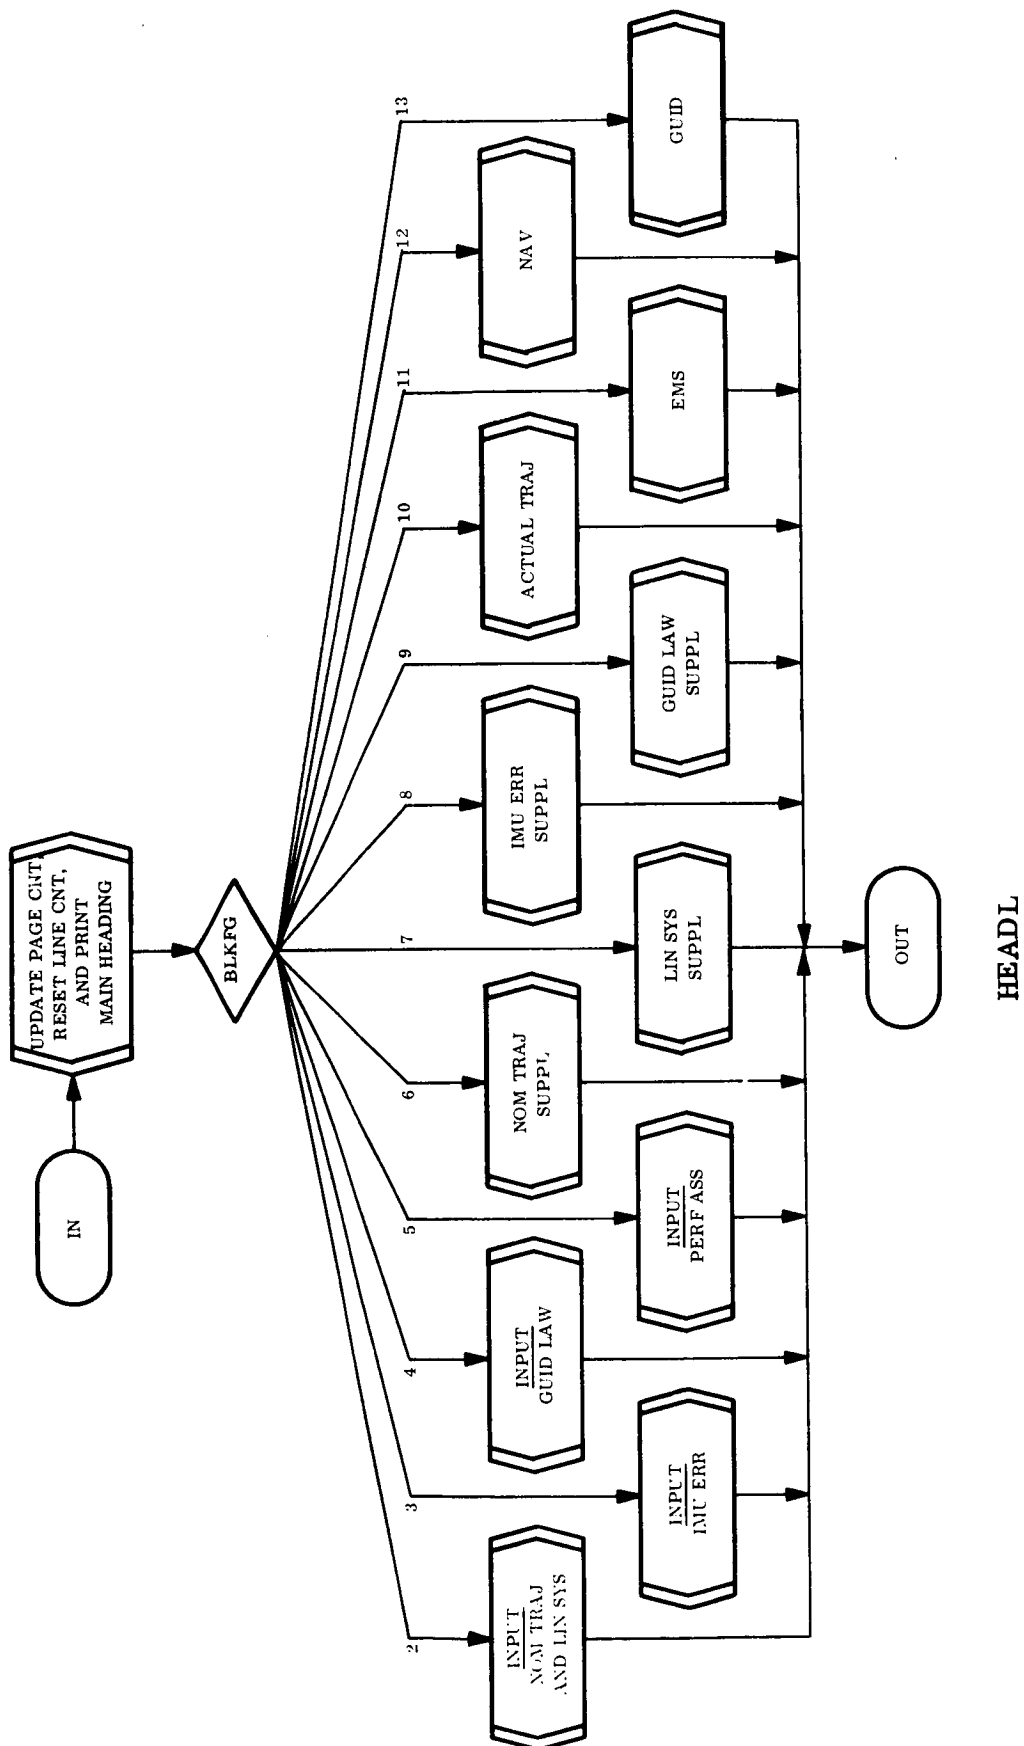 IN
UPDATE PAGE CNT,
RESET LINE CNT,
AND PRINT
MAIN HEADING
BLKFG
2
3
4
5
6
7
8
9
10
11
12
13
INPUT
NOM TRAJ
AND LIN SYS
INPUT
GUID LAW
NOM TRAJ
SUPPL
IMU ERR
SUPPL
ACTUAL TRAJ
NAV
INPUT
IMU ERR
INPUT
PERF ASS
LIN SYS
SUPPL
GUID LAW
SUPPL
EMS
GUID
OUT
HEADL